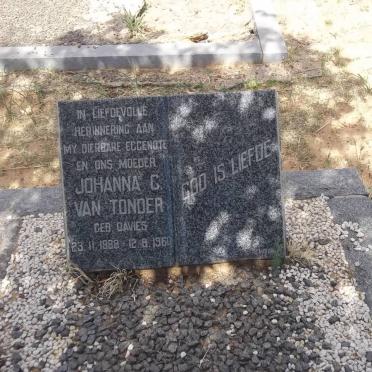 IN LIEFDEVOLLE
HERINNERING AAN
MY DIERBARE EGGENOTE
EN ONS MOEDER
JOHANNA C.
VAN TONDER
GEB DAVIES
23. 11. 1888 - 12. 8. 1960
GOD IS LIEFDE